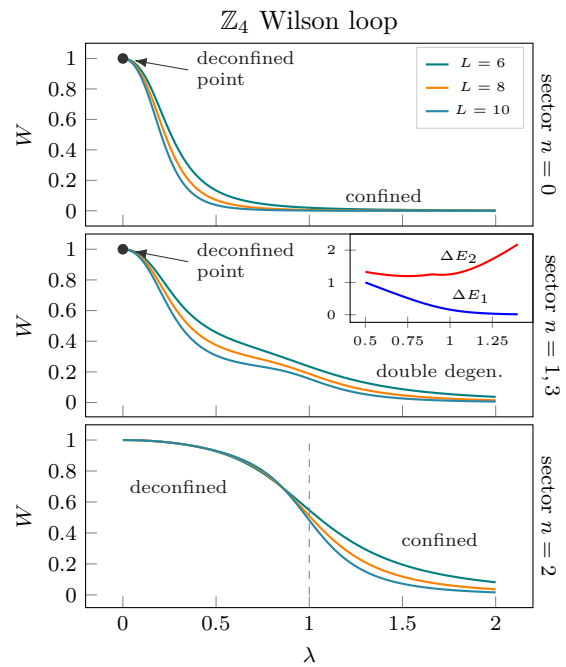 ℤ₄ Wilson loop
1
0.8
0.6
0.4
0.2
0
W
deconfined
point
confined
L = 6
L = 8
L = 10
sector n = 0
1
0.8
0.6
0.4
0.2
0
W
deconfined
point
double degen.
2
1
0
0.5
0.75
1
1.25
ΔE₂
ΔE₁
sector n = 1, 3
1
0.8
0.6
0.4
0.2
0
W
deconfined
confined
sector n = 2
0
0.5
1
1.5
2
λ